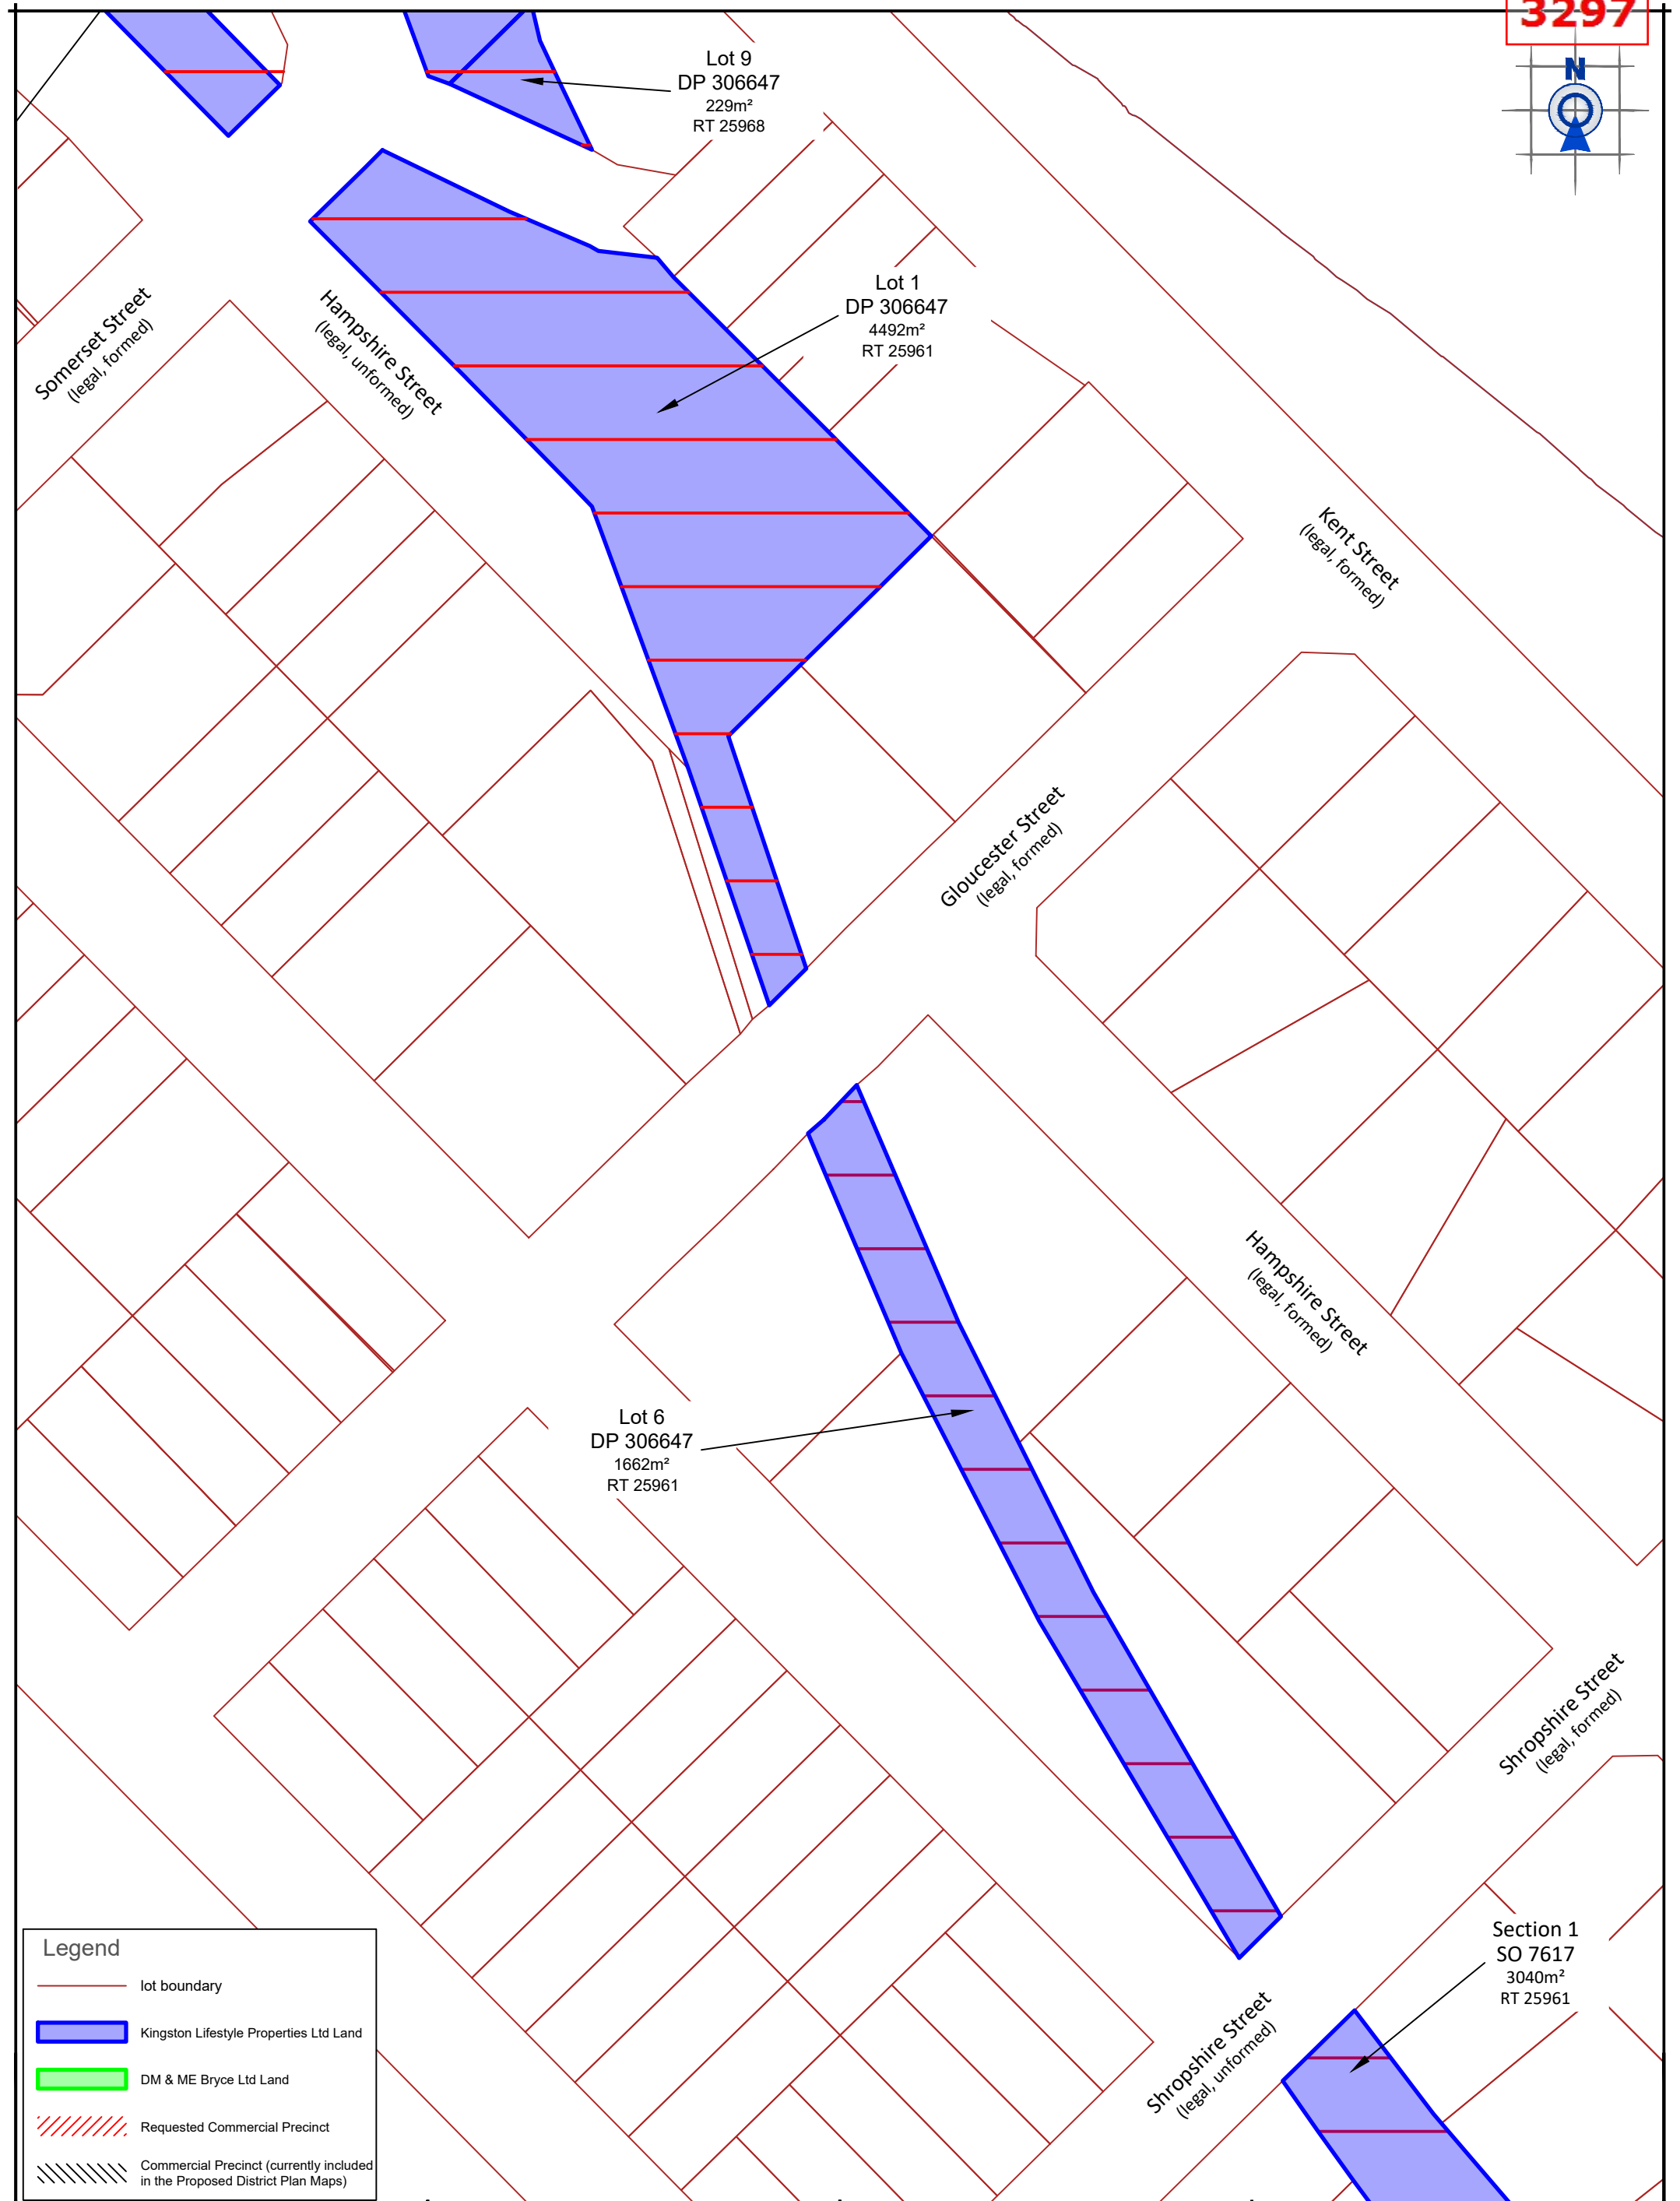 3297
N
Lot 9
DP 306647
229m²
RT 25968
Lot 1
DP 306647
4492m²
RT 25961
Somerset Street
(legal, formed)
Hampshire Street
(legal, unformed)
Kent Street
(legal, formed)
Gloucester Street
(legal, formed)
Hampshire Street
(legal, formed)
Lot 6
DP 306647
1662m²
RT 25961
Shropshire Street
(legal, formed)
Section 1
SO 7617
3040m²
RT 25961
Shropshire Street
(legal, unformed)
Legend
lot boundary
Kingston Lifestyle Properties Ltd Land
DM & ME Bryce Ltd Land
Requested Commercial Precinct
Commercial Precinct (currently included
in the Proposed District Plan Maps)